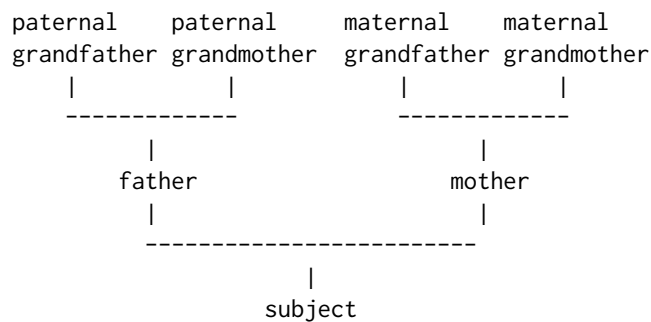 paternal paternal maternal maternal
grandfather grandmother grandfather grandmother
father mother
subject